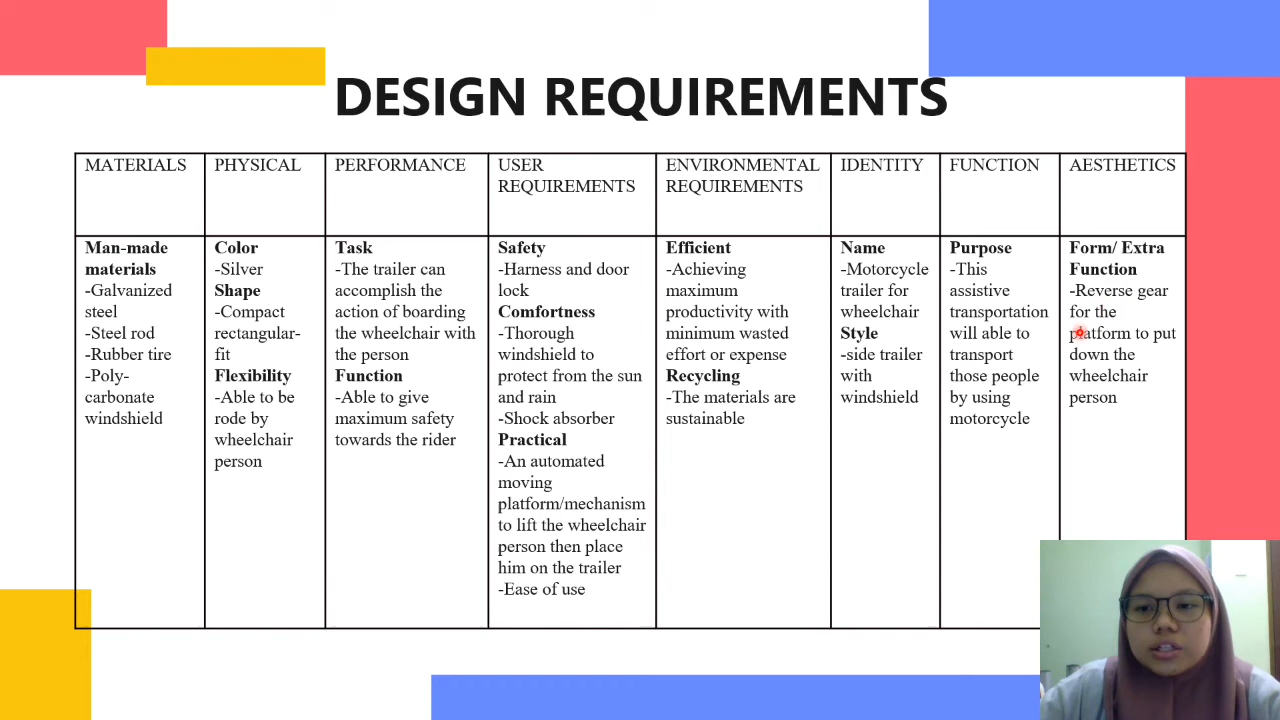 DESIGN REQUIREMENTS
MATERIALS
PHYSICAL
PERFORMANCE
USER
REQUIREMENTS
ENVIRONMENTAL
REQUIREMENTS
IDENTITY
FUNCTION
AESTHETICS
Man-made
materials
-Galvanized
steel
-Steel rod
-Rubber tire
-Poly-
carbonate
windshield
Color
-Silver
Shape
-Compact
rectangular-
fit
Flexibility
-Able to be
rode by
wheelchair
person
Task
-The trailer can
accomplish the
action of boarding
the wheelchair with
the person
Function
-Able to give
maximum safety
towards the rider
Safety
-Harness and door
lock
Comfortness
-Thorough
windshield to
protect from the sun
and rain
-Shock absorber
Practical
-An automated
moving
platform/mechanism
to lift the wheelchair
person then place
him on the trailer
-Ease of use
Efficient
-Achieving
maximum
productivity with
minimum wasted
effort or expense
Recycling
-The materials are
sustainable
Name
-Motorcycle
trailer for
wheelchair
Style
-side trailer
with
windshield
Purpose
-This
assistive
transportation
will able to
transport
those people
by using
motorcycle
Form/ Extra
Function
-Reverse gear
for the
platform to put
down the
wheelchair
person